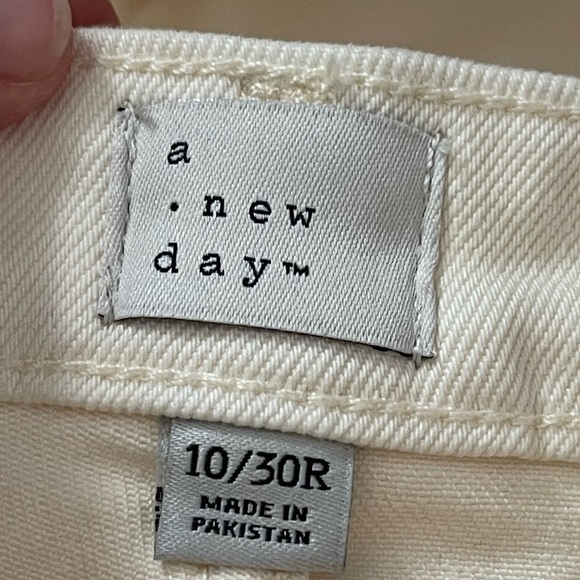 a
. new
day™
10/30R
MADE IN
PAKISTAN